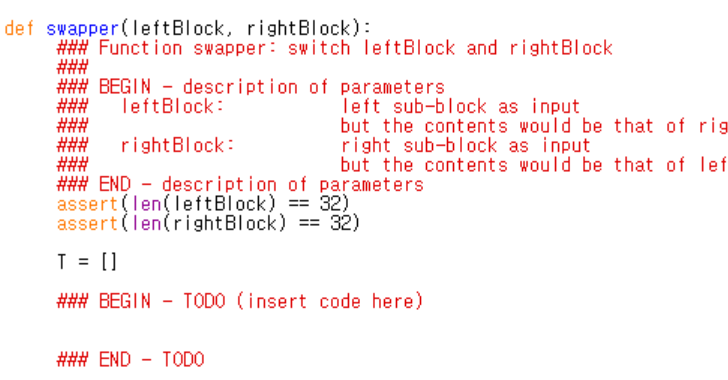 def swapper(leftBlock, rightBlock):
### Function swapper: switch leftBlock and rightBlock
###
### BEGIN - description of parameters
### leftBlock: left sub-block as input
### but the contents would be that of rig
### rightBlock: right sub-block as input
### but the contents would be that of lef
### END - description of parameters
assert(len(leftBlock) == 32)
assert(len(rightBlock) == 32)
T = []
### BEGIN - TODO (insert code here)
### END - TODO